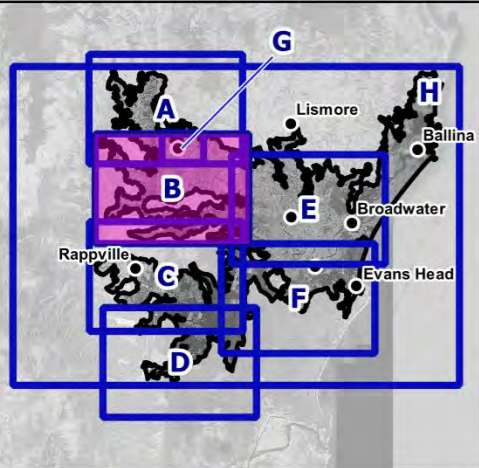 G
A
H
Lismore
Ballina
B
E
Broadwater
Rappville
C
Evans Head
F
D